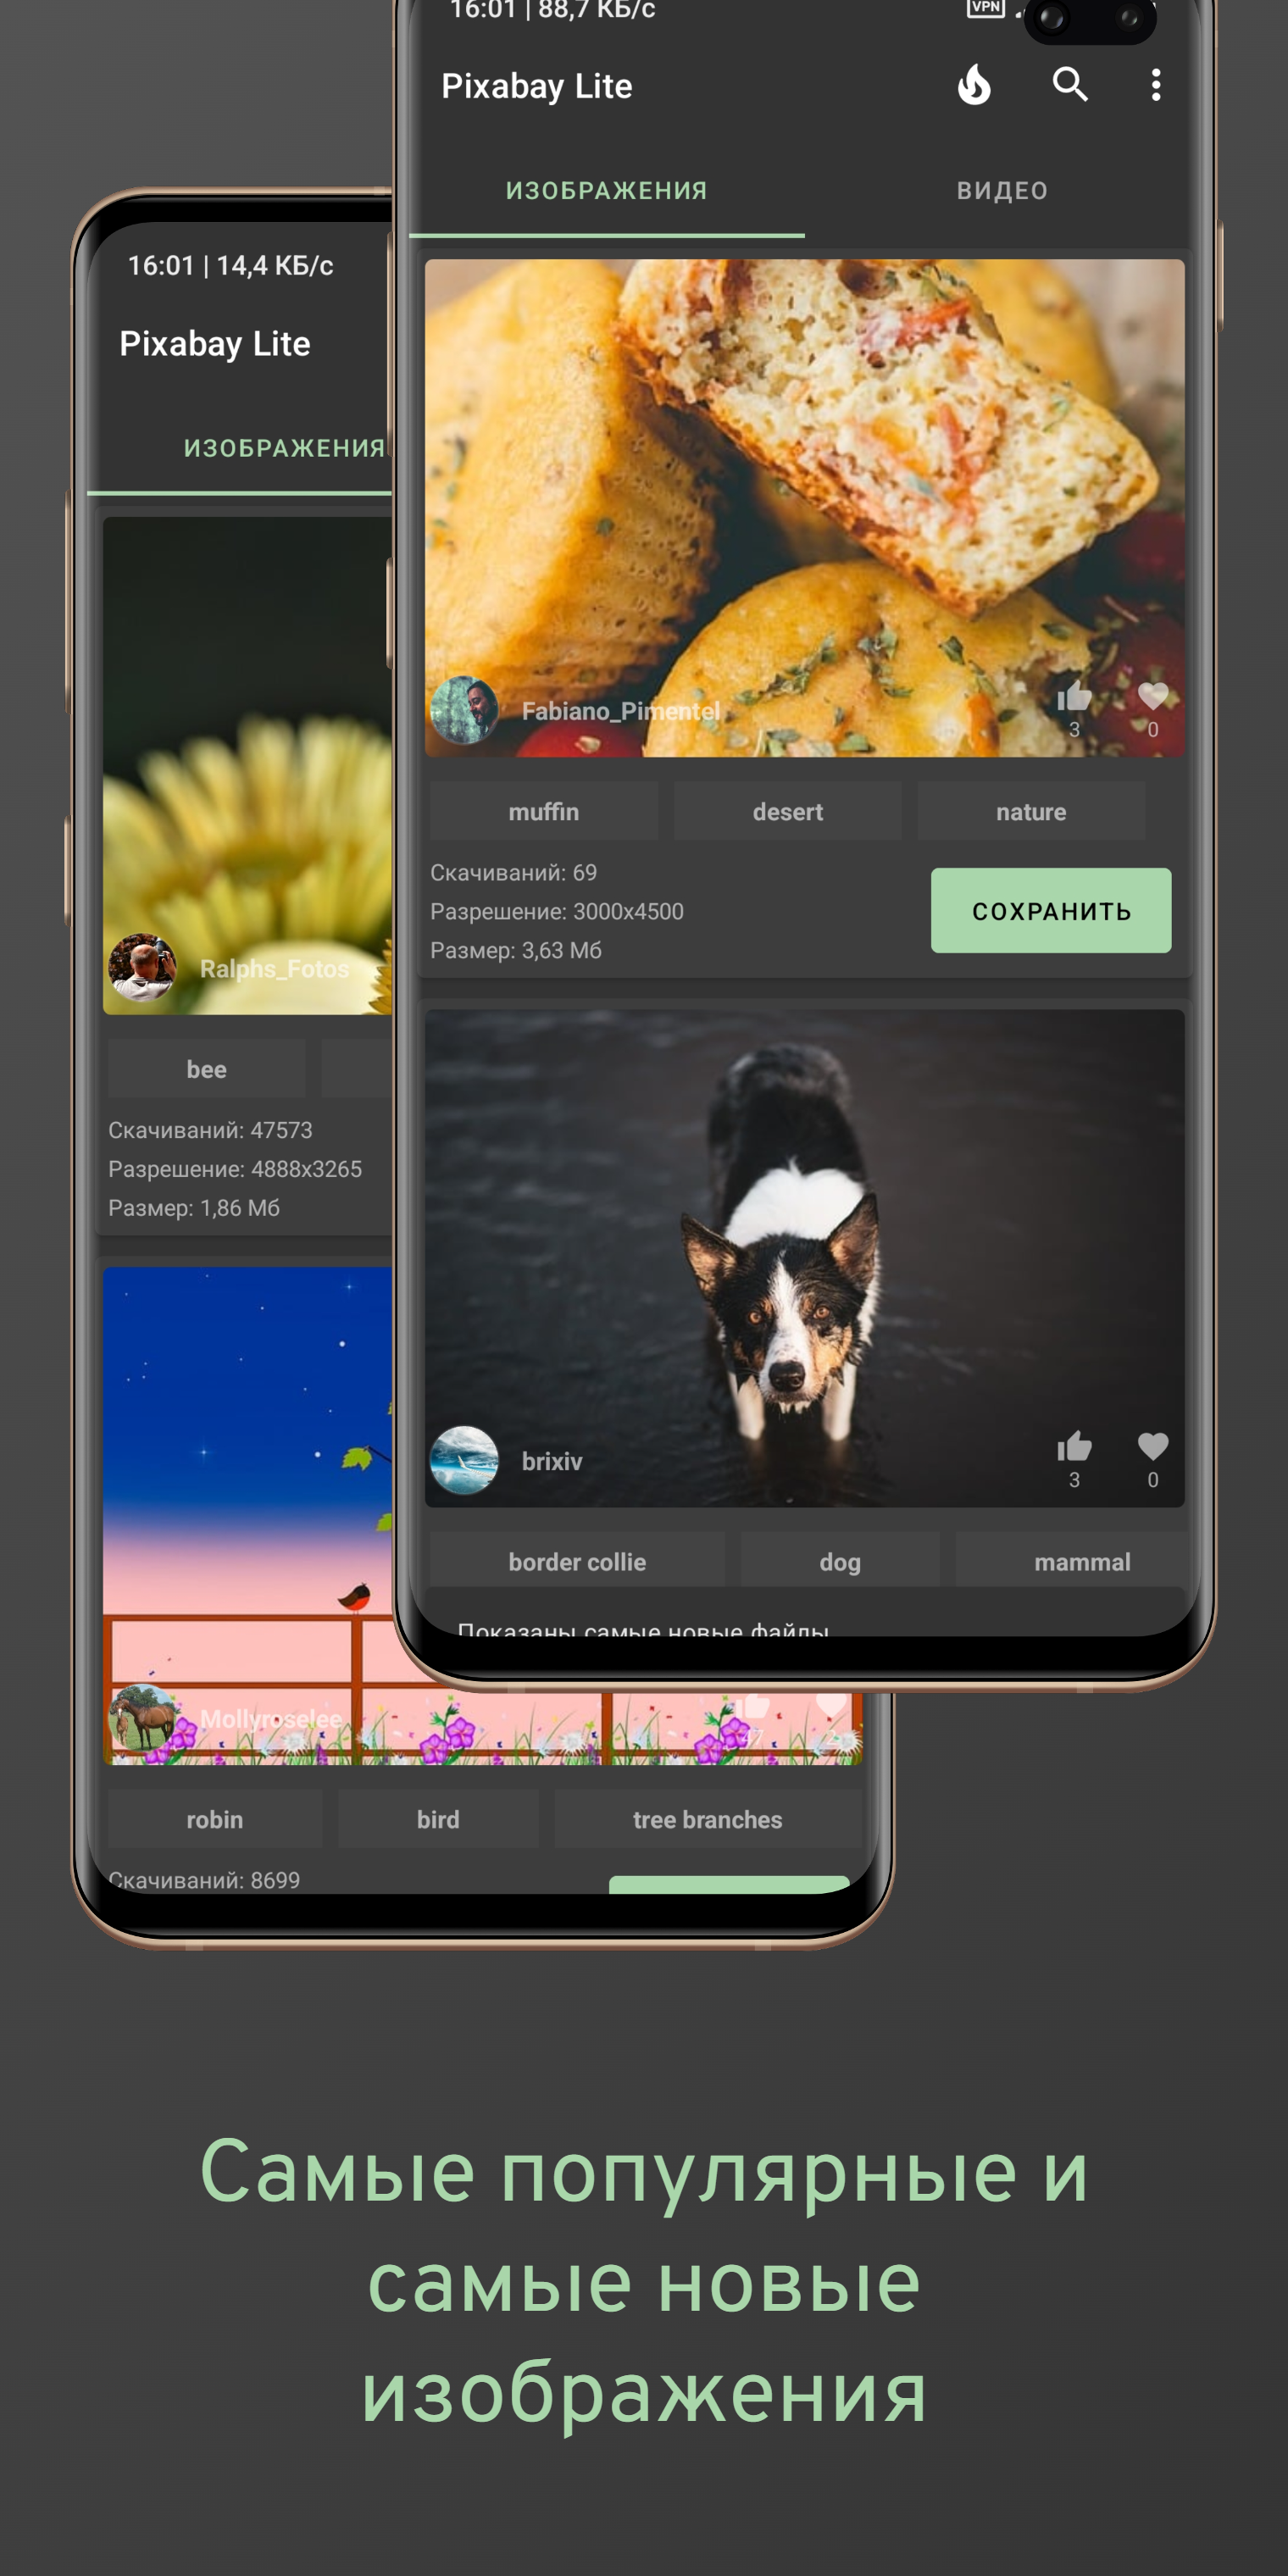 16:01 | 88,7 КБ/с
VPN
Pixabay Lite
ИЗОБРАЖЕНИЯ
ВИДЕО
Fabiano_Pimentel
3
0
muffin
desert
nature
Скачиваний: 69
Разрешение: 3000x4500
Размер: 3,63 Мб
СОХРАНИТЬ
brixiv
3
0
border collie
dog
mammal
Показаны самые новые файлы
16:01 | 14,4 КБ/с
Pixabay Lite
ИЗОБРАЖЕНИЯ
Ralphs_Fotos
bee
Скачиваний: 47573
Разрешение: 4888x3265
Размер: 1,86 Мб
Mollyroselee
robin
bird
tree branches
Скачиваний: 8699
Самые популярные и
самые новые
изображения